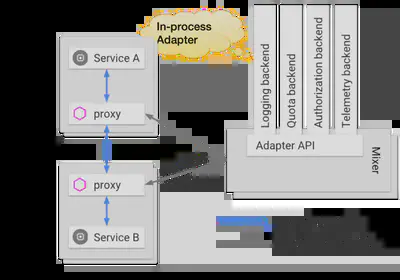 In-process
Adapter
Service A
proxy
proxy
Service B
Logging backend
Quota backend
Authorization backend
Telemetry backend
Adapter API
Mixer